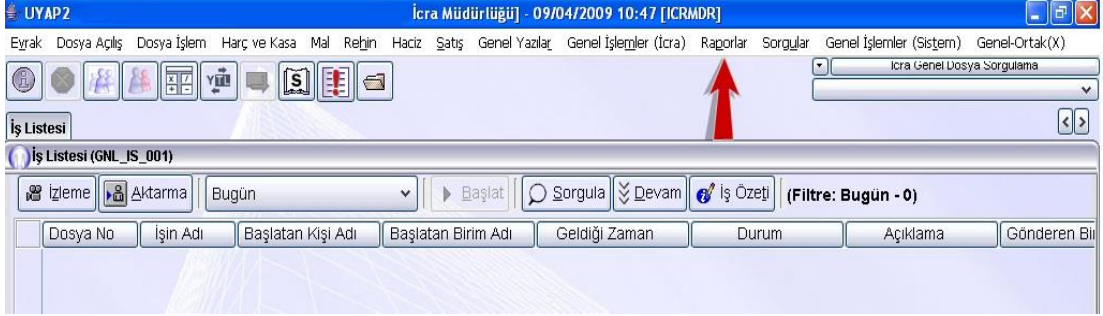 UYAP2 İcra Müdürlüğü] - 09/04/2009 10:47 [ICRMDR]
Evrak Dosya Açılış Dosya İşlem Harç ve Kasa Mal Rehin Haciz Satış Genel Yazılar Genel İşlemler (İcra) Raporlar Sorgular Genel İşlemler (Sistem) Genel-Ortak(X)
İcra Genel Dosya Sorgulama
İş Listesi
İş Listesi (GNL_IS_001)
İzleme Aktarma Bugün Başlat Sorgula Devam İş Özeti (Filtre: Bugün - 0)
Dosya No İşin Adı Başlatan Kişi Adı Başlatan Birim Adı Geldiği Zaman Durum Açıklama Gönderen Bi